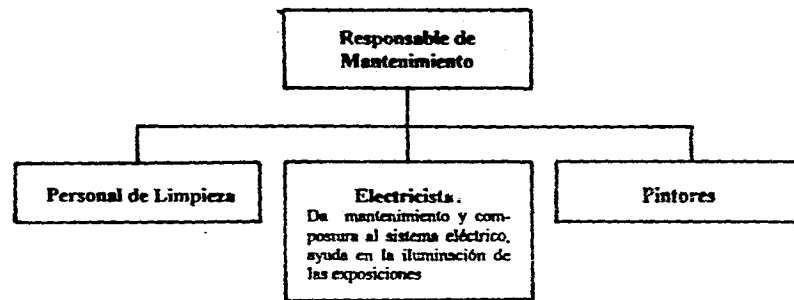 Responsable de
Mantenimiento
Personal de Limpieza
Electricista.
Da mantenimiento y com-
postura al sistema eléctrico,
ayuda en la iluminación de
las exposiciones
Pintores